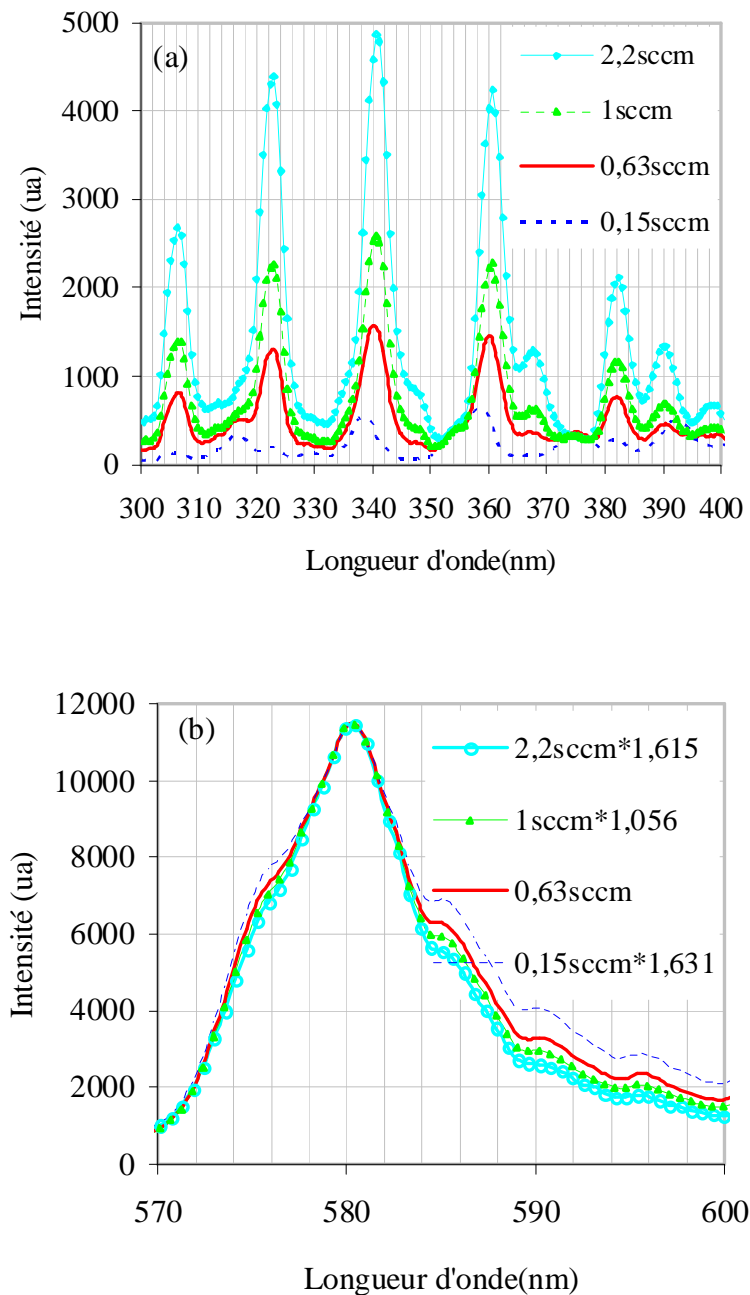 (a)
5000
4000
3000
2000
1000
0
Intensité (ua)
2,2sccm
1sccm
0,63sccm
0,15sccm
300 310 320 330 340 350 360 370 380 390 400
Longueur d'onde(nm)
(b)
12000
10000
8000
6000
4000
2000
0
Intensité (ua)
2,2sccm*1,615
1sccm*1,056
0,63sccm
0,15sccm*1,631
570 580 590 600
Longueur d'onde(nm)